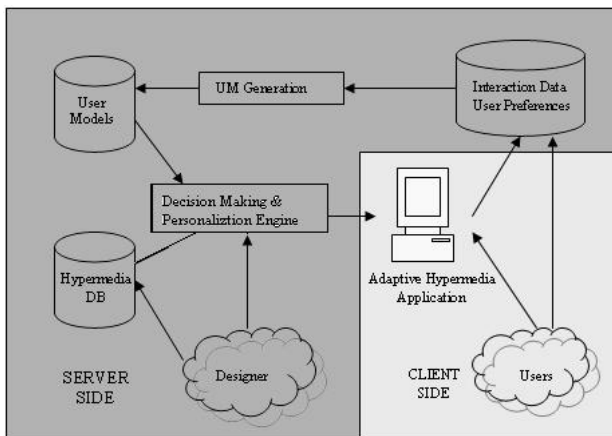 User
Models
UM Generation
Interaction Data
User Preferences
Decision Making &
Personaliztion Engine
Hypermedia
DB
Adaptive Hypermedia
Application
Designer
Users
SERVER
SIDE
CLIENT
SIDE